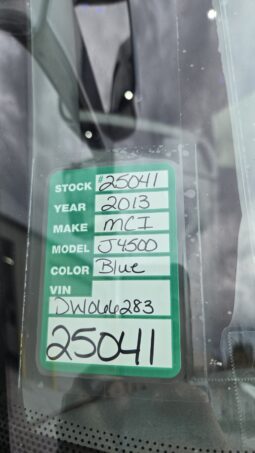 STOCK # 25041
YEAR 2013
MAKE MCI
MODEL J4500
COLOR Blue
VIN
DW066283
25041